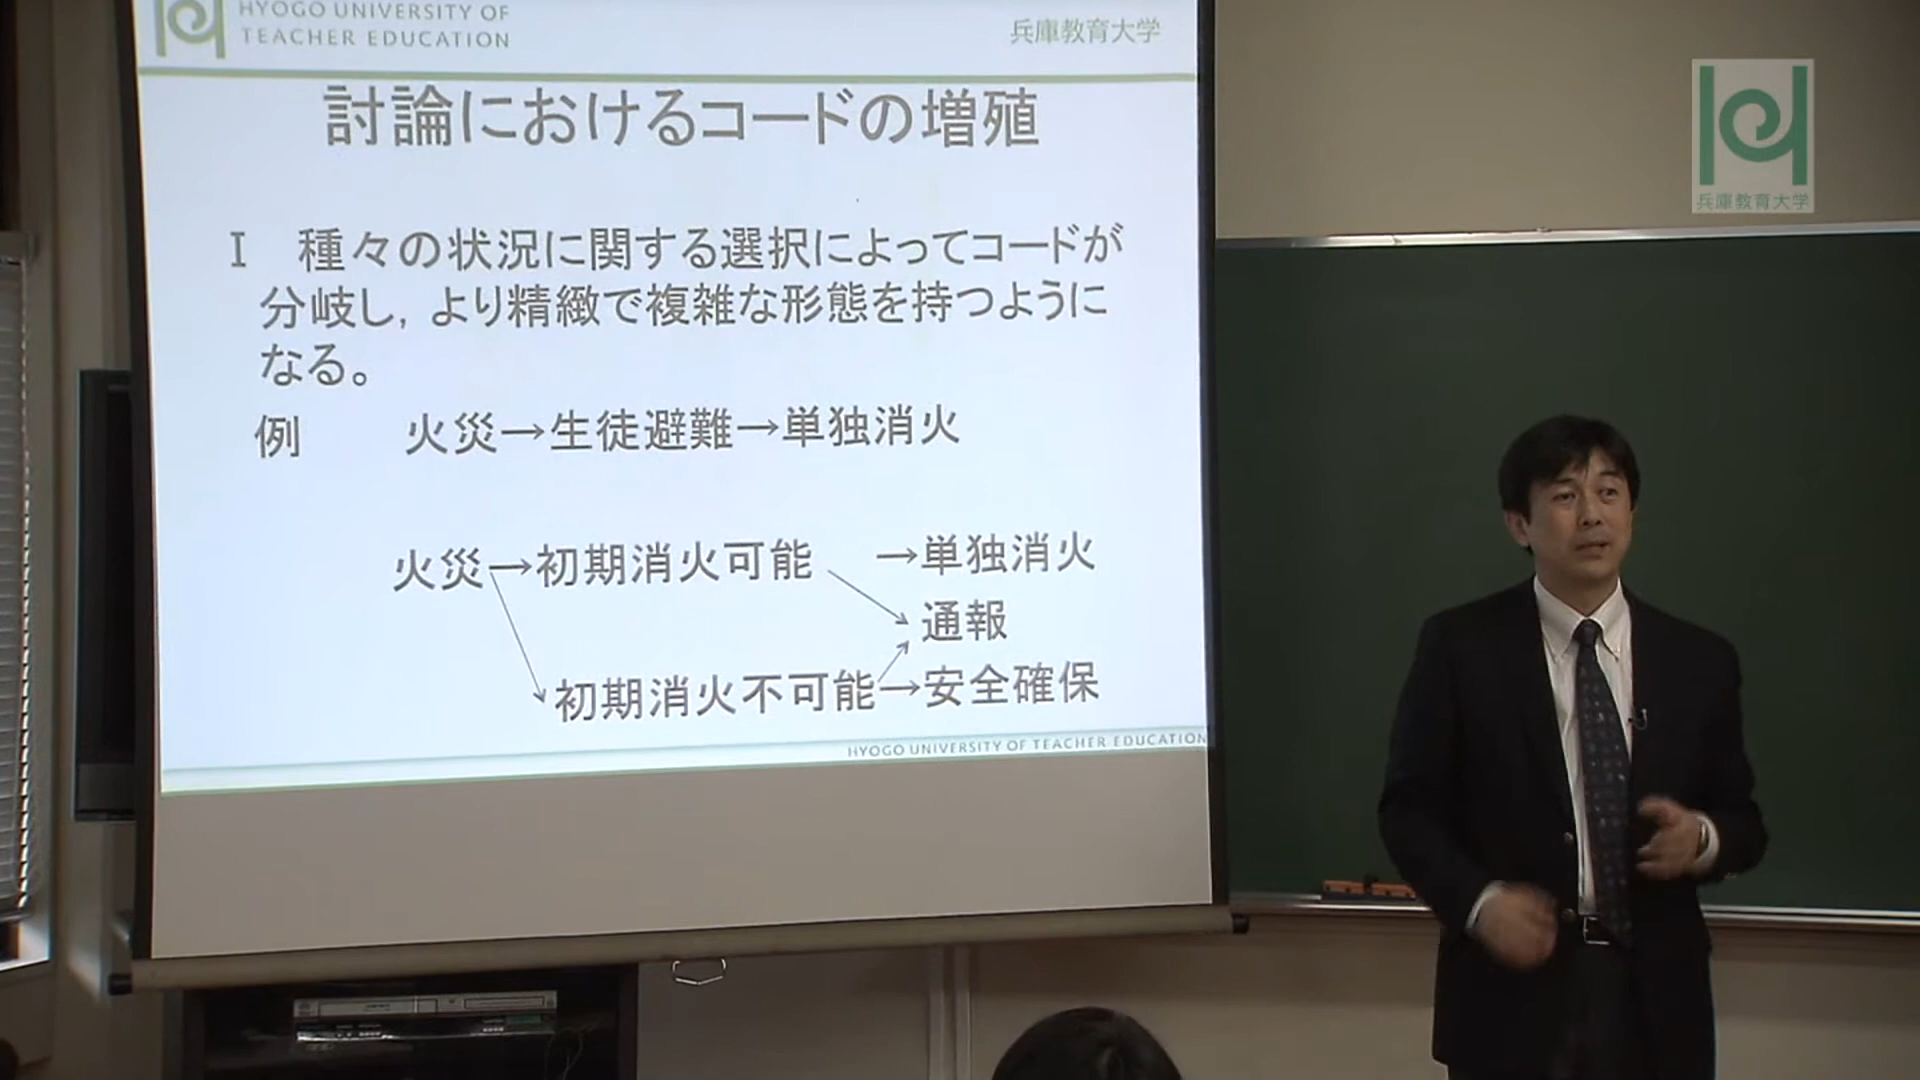 HYOGO UNIVERSITY OF
TEACHER EDUCATION
兵庫教育大学
討論におけるコードの増殖
Ⅰ　種々の状況に関する選択によってコードが
分岐し，より精緻で複雑な形態を持つように
なる。
例　　火災→生徒避難→単独消火
火災→初期消火可能　→単独消火
通報
初期消火不可能→安全確保
HYOGO UNIVERSITY OF TEACHER EDUCATION
兵庫教育大学